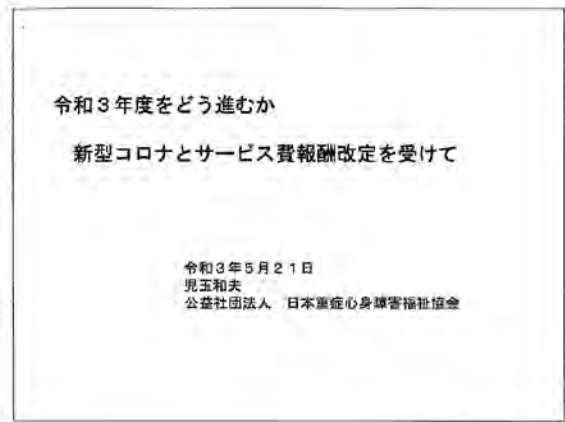 令和３年度をどう進むか
新型コロナとサービス費報酬改定を受けて
令和３年５月２１日
児玉和夫
公益社団法人　日本重症心身障害福祉協会